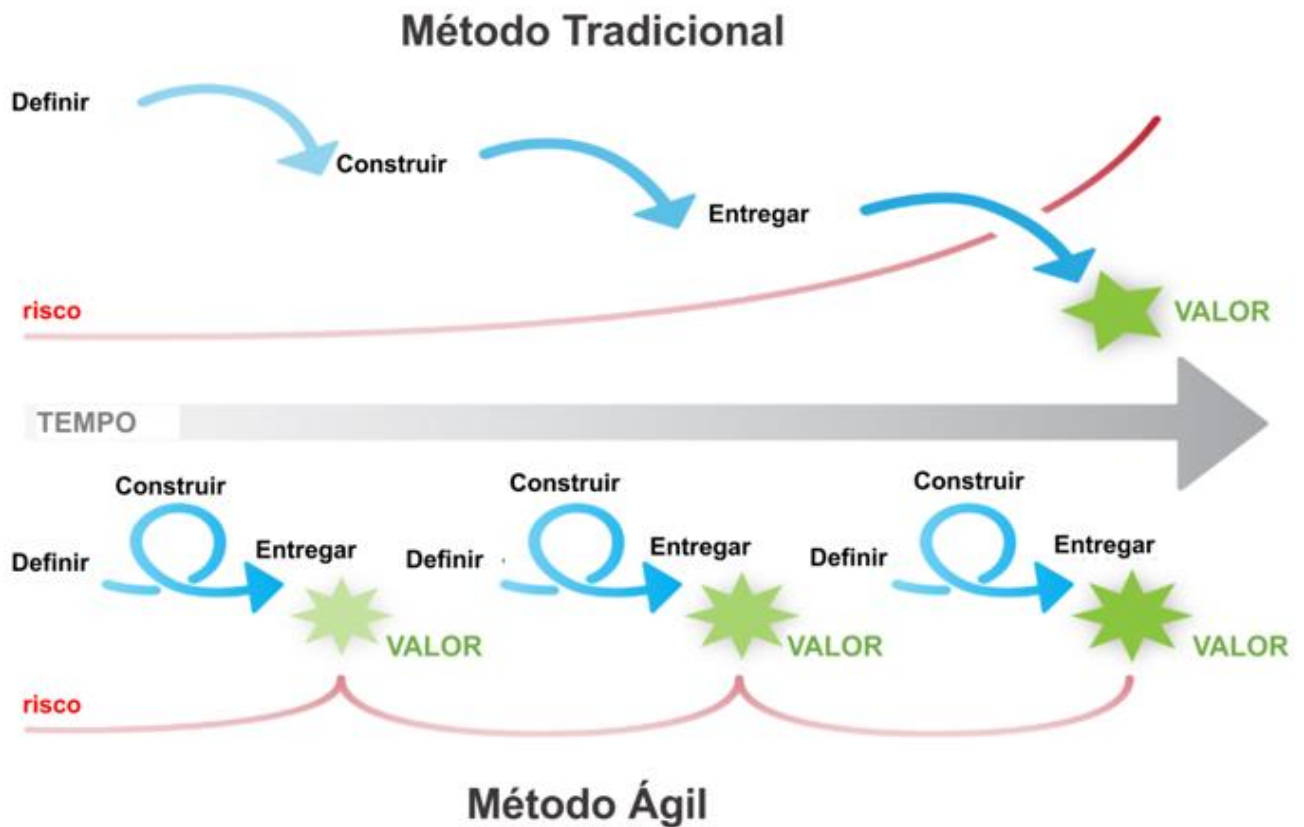 Método Tradicional
Definir
Construir
Entregar
risco
VALOR
TEMPO
Construir
Construir
Construir
Definir
Entregar
Definir
Entregar
Definir
Entregar
VALOR
VALOR
VALOR
risco
Método Ágil